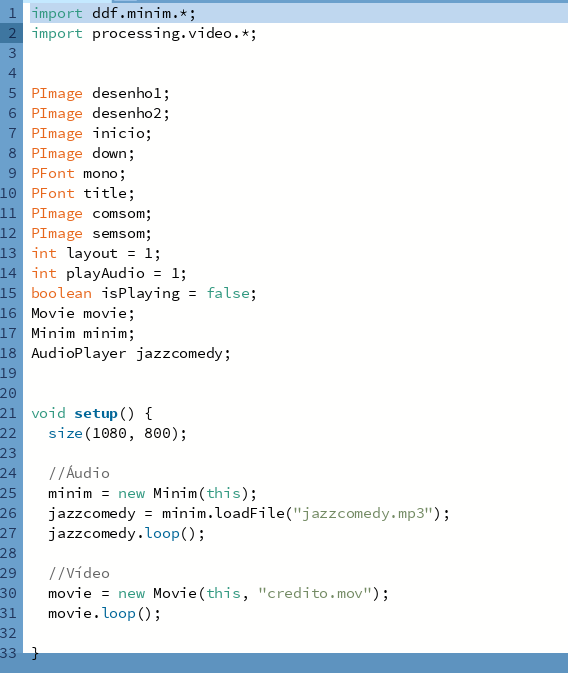 1 import ddf.minim.*;
2 import processing.video.*;
3
4
5 PImage desenho1;
6 PImage desenho2;
7 PImage inicio;
8 PImage down;
9 PFont mono;
10 PFont title;
11 PImage comsom;
12 PImage semsom;
13 int layout = 1;
14 int playAudio = 1;
15 boolean isPlaying = false;
16 Movie movie;
17 Minim minim;
18 AudioPlayer jazzcomedy;
19
20
21 void setup() {
22   size(1080, 800);
23
24   //Áudio
25   minim = new Minim(this);
26   jazzcomedy = minim.loadFile("jazzcomedy.mp3");
27   jazzcomedy.loop();
28
29   //Vídeo
30   movie = new Movie(this, "credito.mov");
31   movie.loop();
32
33 }